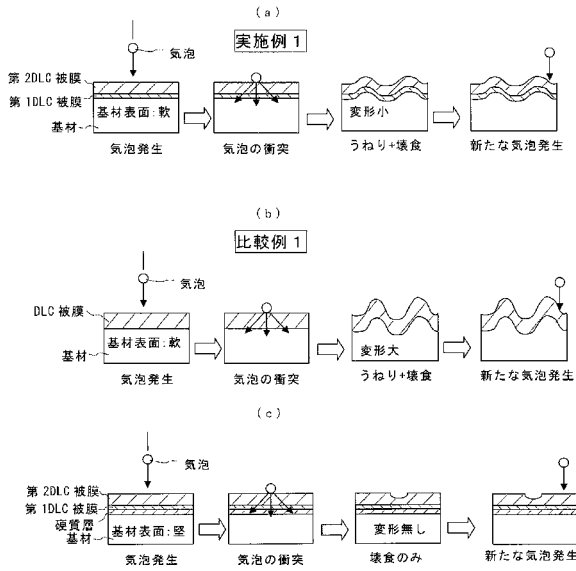 (a)
実施例1
気泡
第2DLC被膜
第1DLC被膜
基材表面:軟
基材
変形小
気泡発生
気泡の衝突
うねり+壊食
新たな気泡発生
(b)
比較例1
気泡
DLC被膜
基材表面:軟
基材
変形大
気泡発生
気泡の衝突
うねり+壊食
新たな気泡発生
(c)
気泡
第2DLC被膜
第1DLC被膜
硬質層
基材表面:堅
基材
変形無し
気泡発生
気泡の衝突
壊食のみ
新たな気泡発生